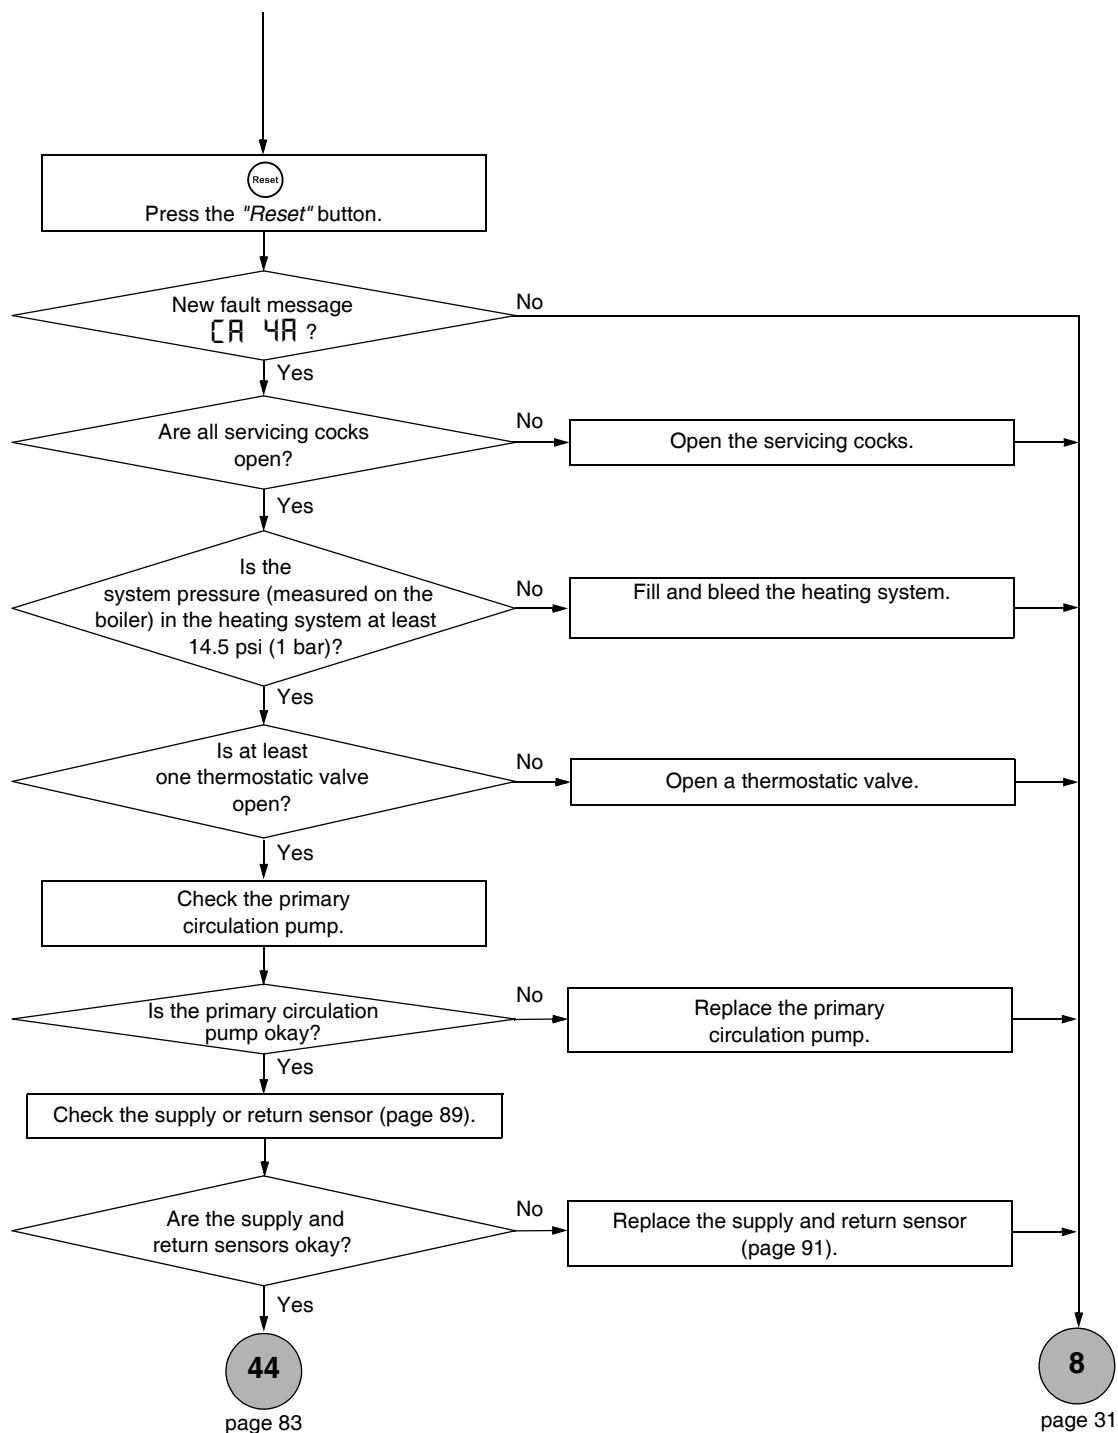 Reset
Press the "Reset" button.
New fault message
CA 4A ?
No
Yes
Are all servicing cocks
open?
No
Open the servicing cocks.
Yes
Is the
system pressure (measured on the
boiler) in the heating system at least
14.5 psi (1 bar)?
No
Fill and bleed the heating system.
Yes
Is at least
one thermostatic valve
open?
No
Open a thermostatic valve.
Yes
Check the primary
circulation pump.
Is the primary circulation
pump okay?
No
Replace the primary
circulation pump.
Yes
Check the supply or return sensor (page 89).
Are the supply and
return sensors okay?
No
Replace the supply and return sensor
(page 91).
Yes
44
page 83
8
page 31